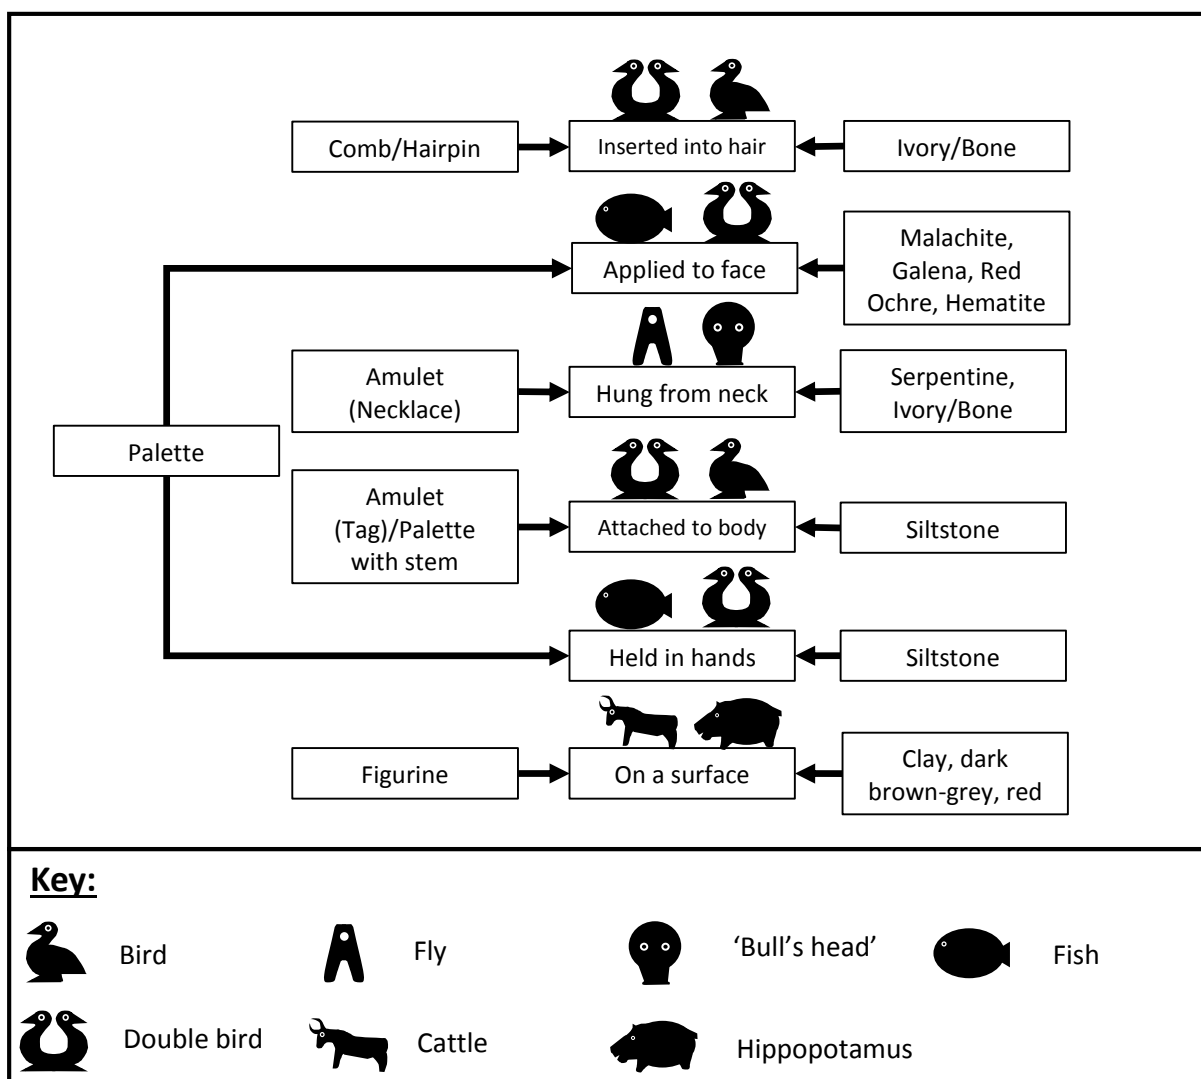 Comb/Hairpin
Inserted into hair
Ivory/Bone
Applied to face
Malachite,
Galena, Red
Ochre, Hematite
Amulet
(Necklace)
Hung from neck
Serpentine,
Ivory/Bone
Palette
Amulet
(Tag)/Palette
with stem
Attached to body
Siltstone
Held in hands
Siltstone
Figurine
On a surface
Clay, dark
brown-grey, red
Key:
Bird
Fly
‘Bull’s head’
Fish
Double bird
Cattle
Hippopotamus